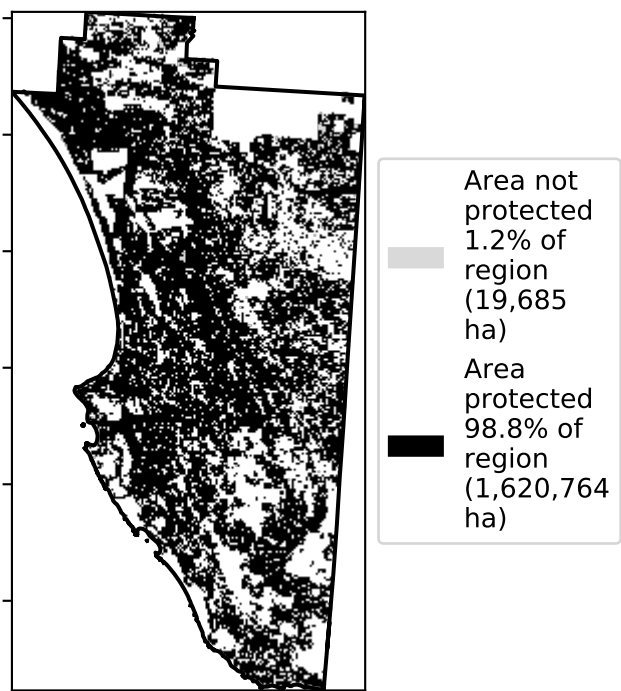 Area not
protected
1.2% of
region
(19,685
ha)
Area
protected
98.8% of
region
(1,620,764
ha)